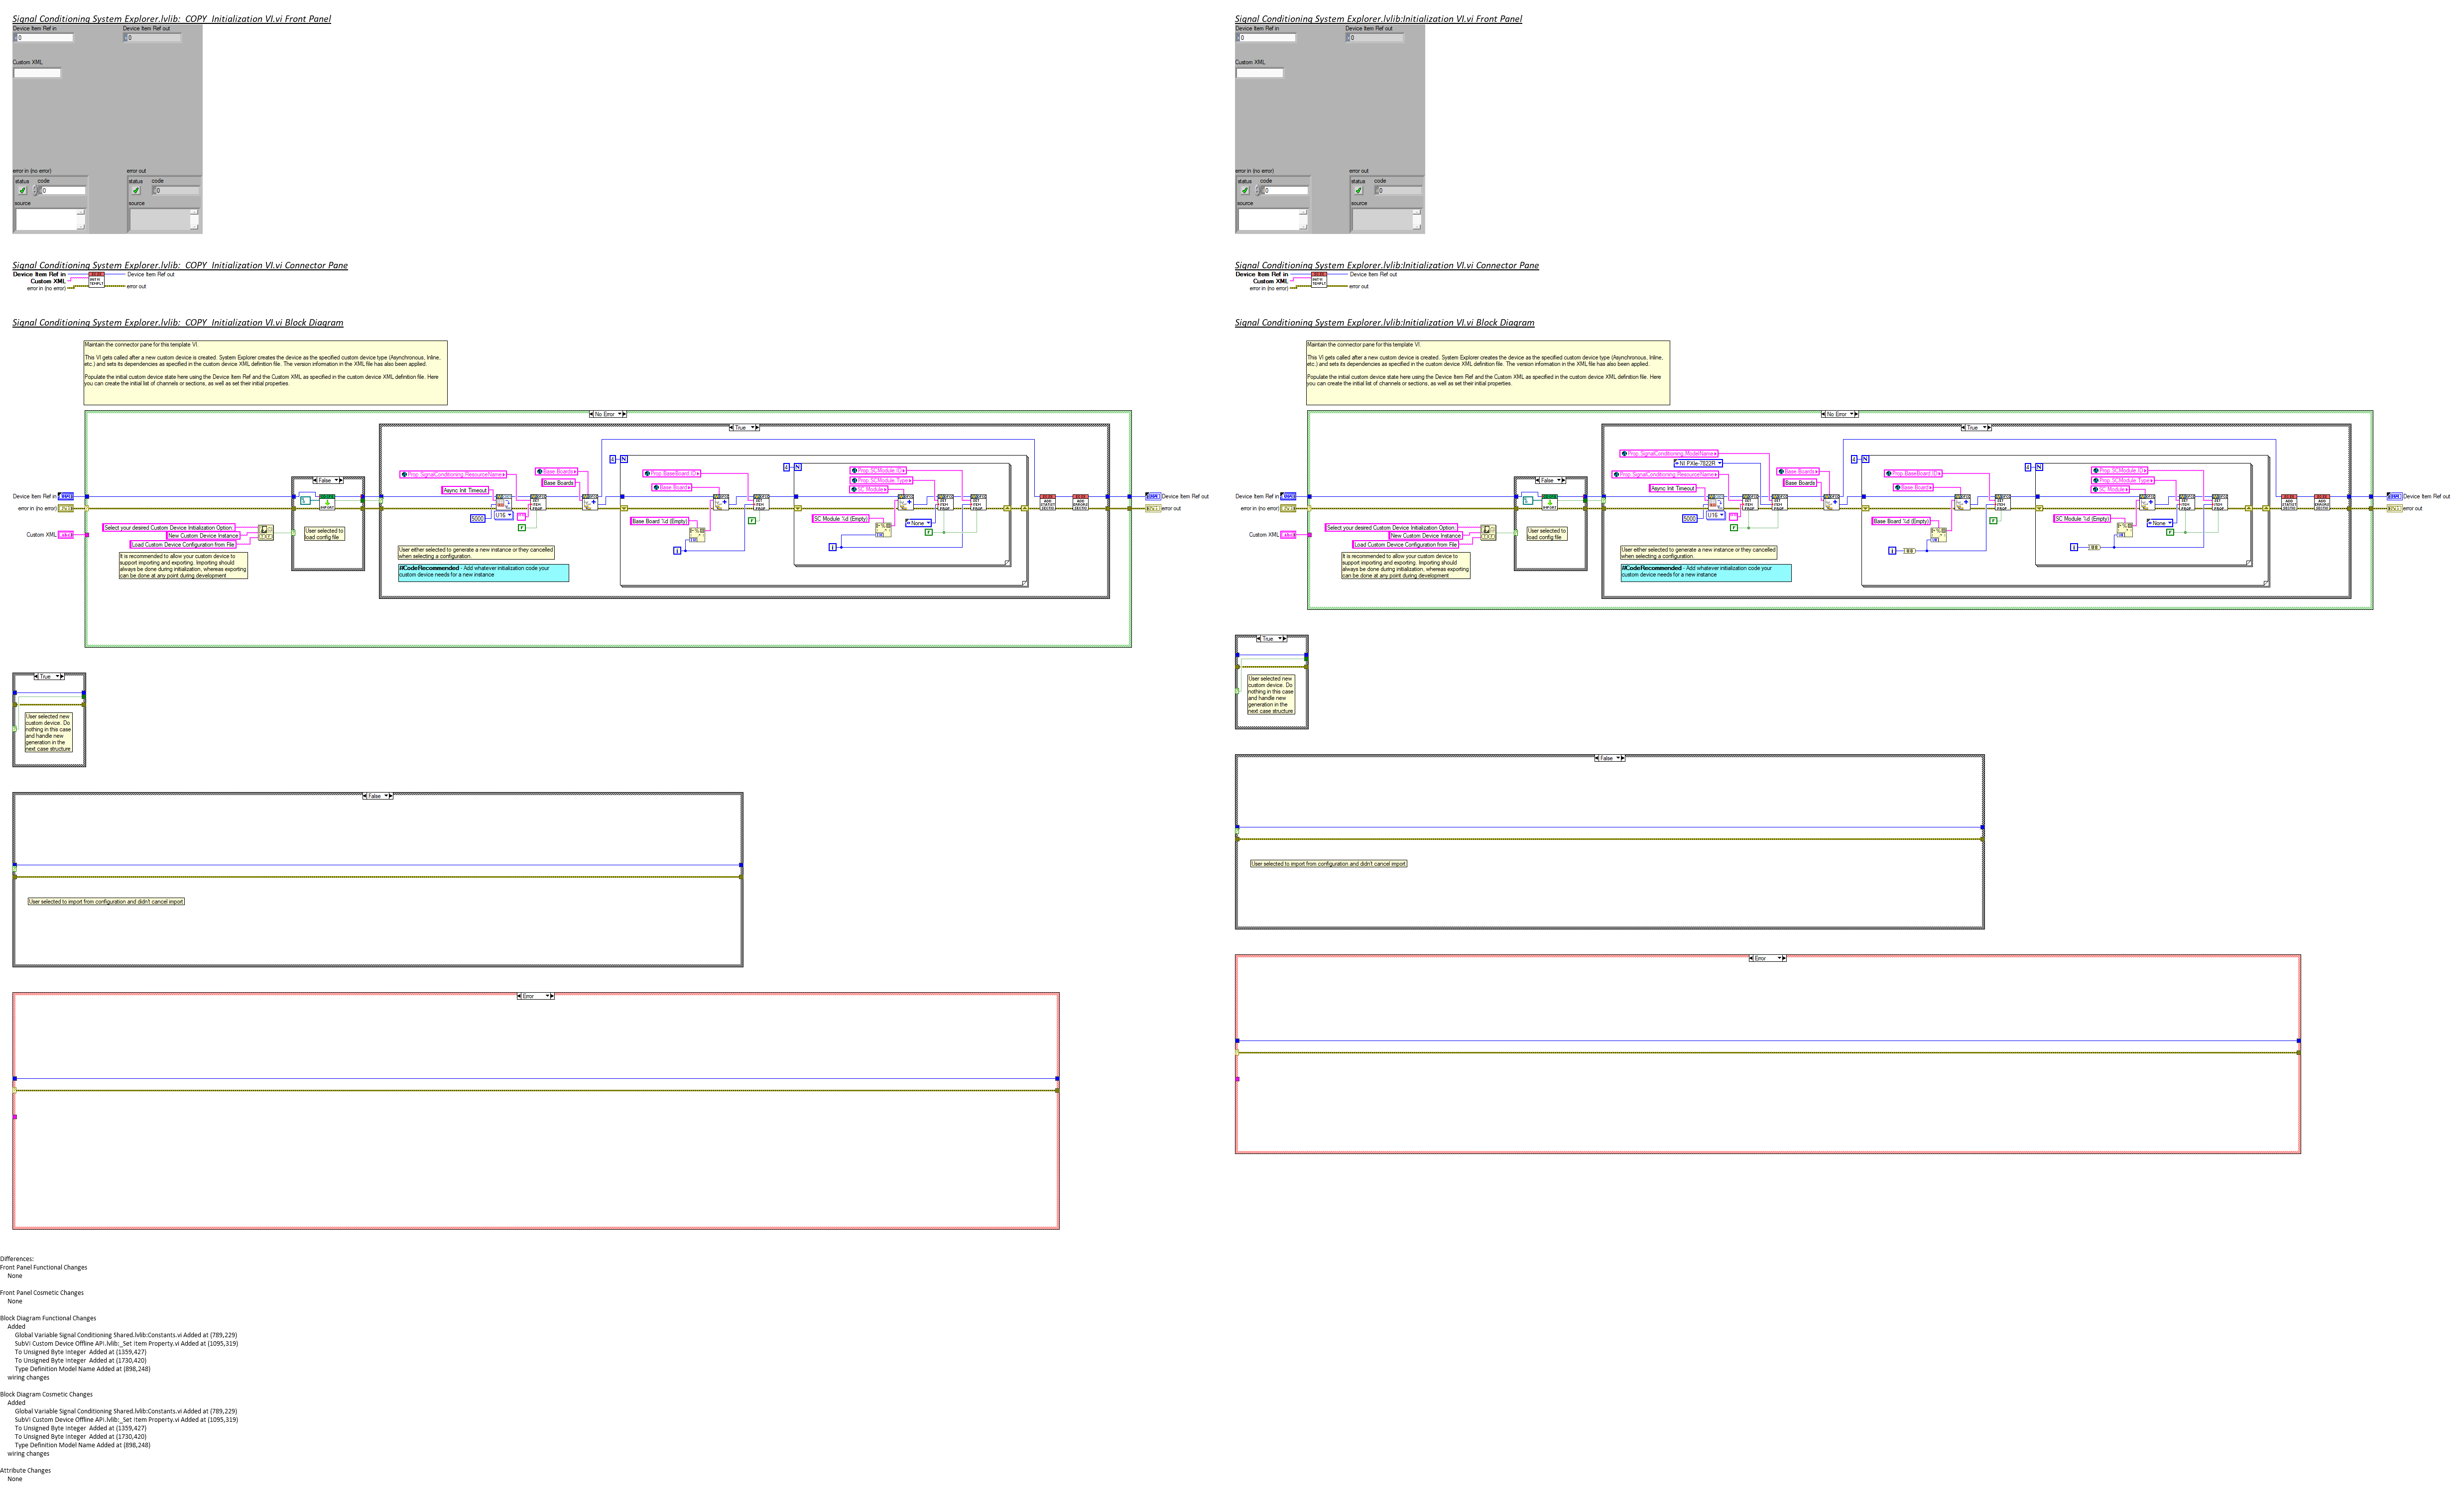 Signal Conditioning System Explorer.lvlib:_COPY_Initialization VI.vi Front Panel
Device Item Ref in
Device Item Ref out
0
0
Custom XML
error in (no error)
error out
status code
status code
0
0
source
source
Signal Conditioning System Explorer.lvlib:_COPY_Initialization VI.vi Connector Pane
Device Item Ref in
Device Item Ref out
Custom XML
error in (no error)
error out
INIT'N
TEMPLT
Signal Conditioning System Explorer.lvlib:_COPY_Initialization VI.vi Block Diagram
Maintain the connector pane for this template VI.
This VI gets called after a new custom device is created. System Explorer creates the device as the specified custom device type (Asynchronous, Inline,
etc.) and sets its dependencies as specified in the custom device XML definition file. The version information in the XML file has also been applied.
Populate the initial custom device state here using the Device Item Ref and the Custom XML as specified in the custom device XML definition file. Here
you can create the initial list of channels or sections, as well as set their initial properties.
No Error
True
False
Prop.SignalConditioning.ResourceName
Async Init Timeout
5000
U16
Base Boards
Base Boards
4
N
Prop.BaseBoard.ID
Base Board
4
N
Prop.SCModule.ID
Prop.SCModule.Type
SC Module
Device Item Ref in
error in (no error)
Custom XML
Device Item Ref out
error out
Select your desired Custom Device Initialization Option:
New Custom Device Instance
Load Custom Device Configuration from File
User selected to
load config file
It is recommended to allow your custom device to
support importing and exporting. Importing should
always be done during initialization, whereas exporting
can be done at any point during development
User either selected to generate a new instance or they cancelled
when selecting a configuration.
#CodeRecommended - Add whatever initialization code your
custom device needs for a new instance
Base Board %d (Empty)
SC Module %d (Empty)
None
F
F
F
i
i
True
User selected new
custom device. Do
nothing in this case
and handle new
generation in the
next case structure
False
User selected to import from configuration and didn't cancel import
Error
Signal Conditioning System Explorer.lvlib:Initialization VI.vi Front Panel
Device Item Ref in
Device Item Ref out
0
0
Custom XML
error in (no error)
error out
status code
status code
0
0
source
source
Signal Conditioning System Explorer.lvlib:Initialization VI.vi Connector Pane
Device Item Ref in
Device Item Ref out
Custom XML
error in (no error)
error out
INIT'N
TEMPLT
Signal Conditioning System Explorer.lvlib:Initialization VI.vi Block Diagram
Maintain the connector pane for this template VI.
This VI gets called after a new custom device is created. System Explorer creates the device as the specified custom device type (Asynchronous, Inline,
etc.) and sets its dependencies as specified in the custom device XML definition file. The version information in the XML file has also been applied.
Populate the initial custom device state here using the Device Item Ref and the Custom XML as specified in the custom device XML definition file. Here
you can create the initial list of channels or sections, as well as set their initial properties.
No Error
True
False
Prop.SignalConditioning.ModelName
NI PXIe-7822R
Prop.SignalConditioning.ResourceName
Async Init Timeout
5000
U16
Base Boards
Base Boards
4
N
Prop.BaseBoard.ID
Base Board
4
N
Prop.SCModule.ID
Prop.SCModule.Type
SC Module
Device Item Ref in
error in (no error)
Custom XML
Device Item Ref out
error out
Select your desired Custom Device Initialization Option:
New Custom Device Instance
Load Custom Device Configuration from File
User selected to
load config file
It is recommended to allow your custom device to
support importing and exporting. Importing should
always be done during initialization, whereas exporting
can be done at any point during development
User either selected to generate a new instance or they cancelled
when selecting a configuration.
#CodeRecommended - Add whatever initialization code your
custom device needs for a new instance
Base Board %d (Empty)
SC Module %d (Empty)
None
F
F
F
i
i
True
User selected new
custom device. Do
nothing in this case
and handle new
generation in the
next case structure
False
User selected to import from configuration and didn't cancel import
Error
Differences:
Front Panel Functional Changes
None
Front Panel Cosmetic Changes
None
Block Diagram Functional Changes
Added
Global Variable Signal Conditioning Shared.lvlib:Constants.vi Added at (789,229)
SubVI Custom Device Offline API.lvlib:_Set Item Property.vi Added at (1095,319)
To Unsigned Byte Integer Added at (1359,427)
To Unsigned Byte Integer Added at (1730,420)
Type Definition Model Name Added at (898,248)
wiring changes
Block Diagram Cosmetic Changes
Added
Global Variable Signal Conditioning Shared.lvlib:Constants.vi Added at (789,229)
SubVI Custom Device Offline API.lvlib:_Set Item Property.vi Added at (1095,319)
To Unsigned Byte Integer Added at (1359,427)
To Unsigned Byte Integer Added at (1730,420)
Type Definition Model Name Added at (898,248)
wiring changes
Attribute Changes
None